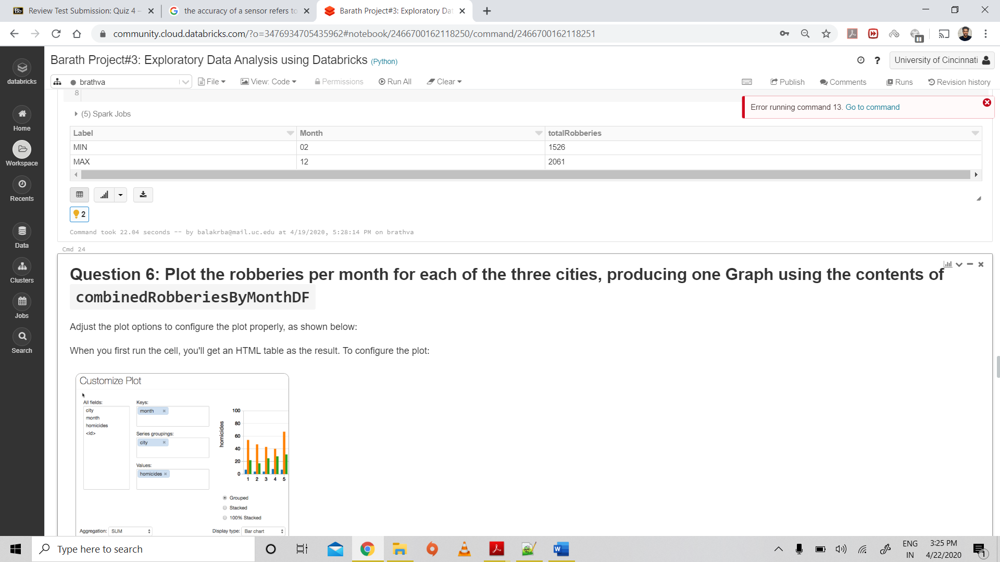 Bb Review Test Submission: Quiz 4 –
the accuracy of a sensor refers to
Barath Project#3: Exploratory Dat
community.cloud.databricks.com/?o=3476934705435962#notebook/2466700162118250/command/2466700162118251
Barath Project#3: Exploratory Data Analysis using Databricks (Python)
? University of Cincinnati
databricks
brathva
File
View: Code
Permissions
Run All
Clear
Publish
Comments
Runs
Revision history
8
(5) Spark Jobs
Error running command 13. Go to command
Label Month totalRobberies
MIN 02 1526
MAX 12 2061
2
Command took 22.04 seconds -- by balakrba@mail.uc.edu at 4/19/2020, 5:28:14 PM on brathva
Home
Workspace
Recents
Data
Clusters
Jobs
Search
Cmd 24
Question 6: Plot the robberies per month for each of the three cities, producing one Graph using the contents of
combinedRobberiesByMonthDF
Adjust the plot options to configure the plot properly, as shown below:
When you first run the cell, you'll get an HTML table as the result. To configure the plot:
Customize Plot
All fields:
city
month
homicides
<id>
Keys:
month ×
Series groupings:
city ×
Values:
homicides ×
homicides
100
80
60
40
20
0
1 2 3 4 5
Grouped
Stacked
100% Stacked
Aggregation: SUM
Display type: Bar chart
Type here to search
ENG
IN
3:25 PM
4/22/2020
1